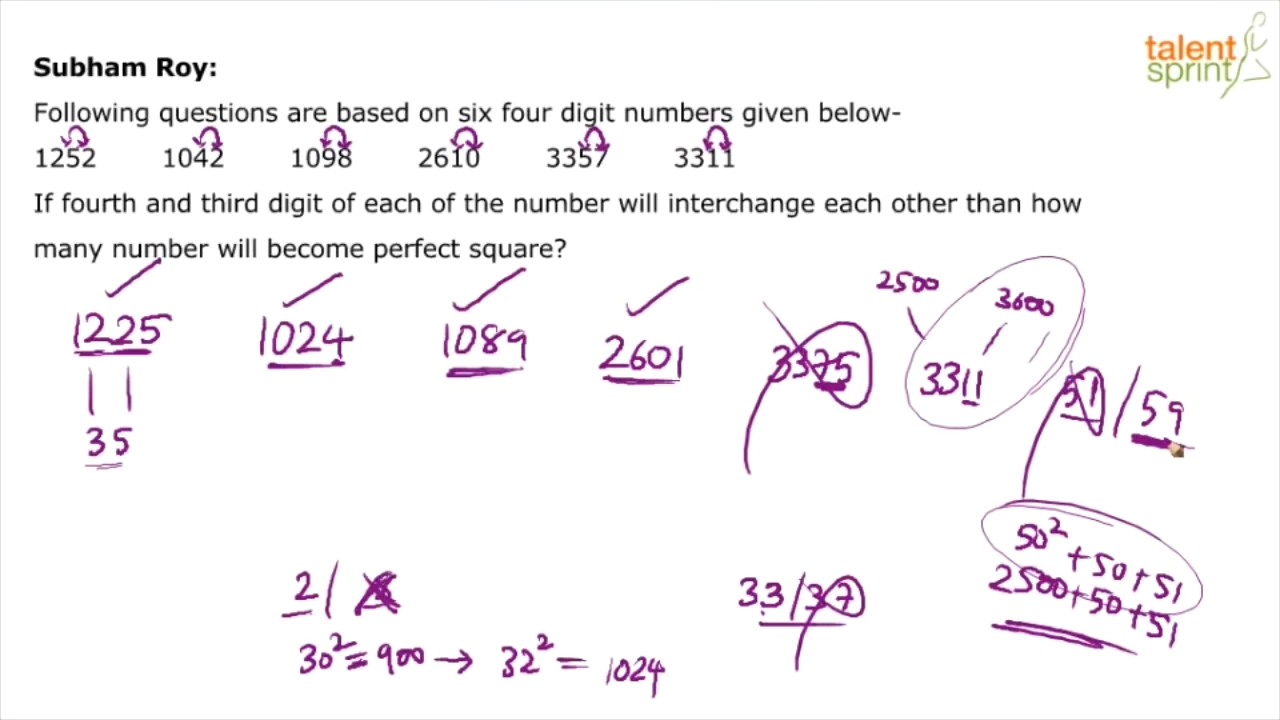 talent
sprint
Subham Roy:
Following questions are based on six four digit numbers given below-
1252 1042 1098 2610 3357 3311
If fourth and third digit of each of the number will interchange each other than how
many number will become perfect square?
2500 3600
1225 1024 1089 2601 3375 3311
51/59
35
50²+50+51
2500+50+51
2/
33/37
30²=900→32²=1024